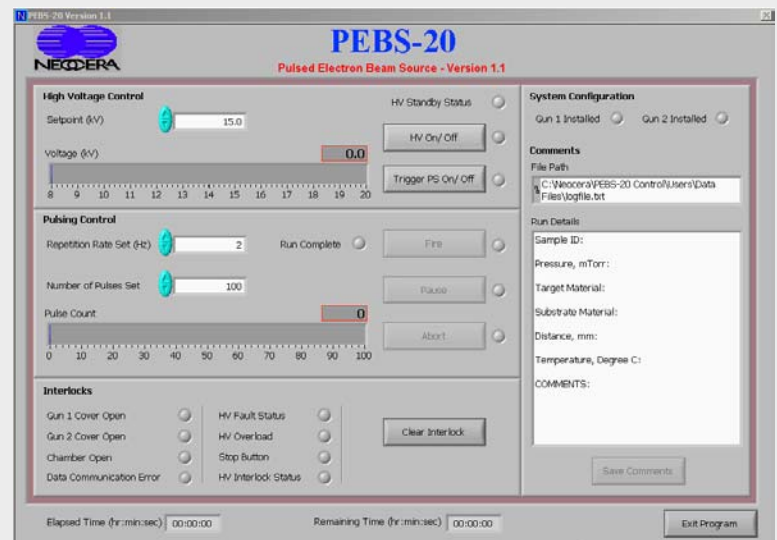 PEBS-20 Version 1.1
NEOCERA
PEBS-20
Pulsed Electron Beam Source - Version 1.1
High Voltage Control
Setpoint (kV)
15.0
Voltage (kV)
0.0
8 9 10 11 12 13 14 15 16 17 18 19 20
HV Standby Status
HV On/ Off
Trigger PS On/ Off
Pulsing Control
Repetition Rate Set (Hz)
2
Run Complete
Fire
Number of Pulses Set
100
Pause
Pulse Count
0
Abort
0 10 20 30 40 50 60 70 80 90 100
Interlocks
Gun 1 Cover Open
Gun 2 Cover Open
Chamber Open
Data Communication Error
HV Fault Status
HV Overload
Stop Button
HV Interlock Status
Clear Interlock
System Configuration
Gun 1 Installed
Gun 2 Installed
Comments
File Path
C:\Neocera\PEBS-20 Control\Users\Data
Files\logfile.txt
Run Details
Sample ID:
Pressure, mTorr:
Target Material:
Substrate Material:
Distance, mm:
Temperature, Degree C:
COMMENTS:
Save Comments
Elapsed Time (hr:min:sec)
00:00:00
Remaining Time (hr:min:sec)
00:00:00
Exit Program